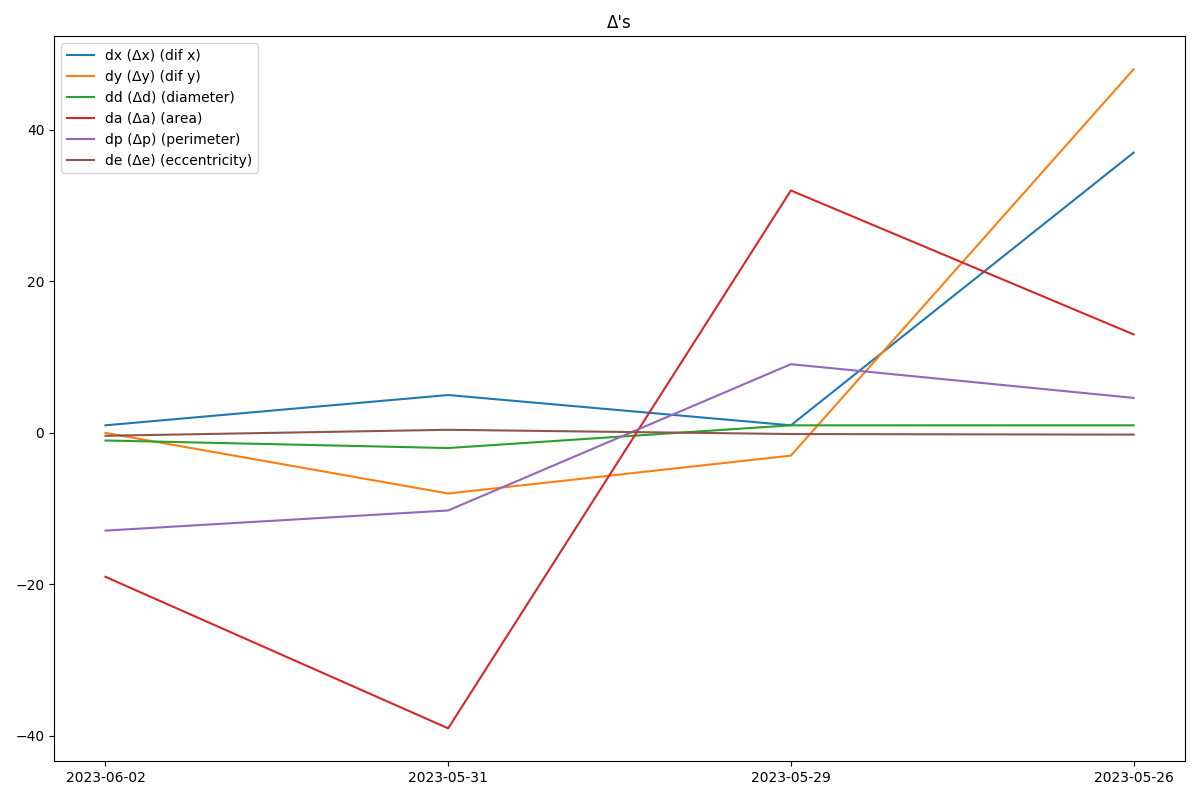 Δ's
dx (Δx) (dif x)
dy (Δy) (dif y)
dd (Δd) (diameter)
da (Δa) (area)
dp (Δp) (perimeter)
de (Δe) (eccentricity)
40
20
0
−20
−40
2023-06-02 2023-05-31 2023-05-29 2023-05-26